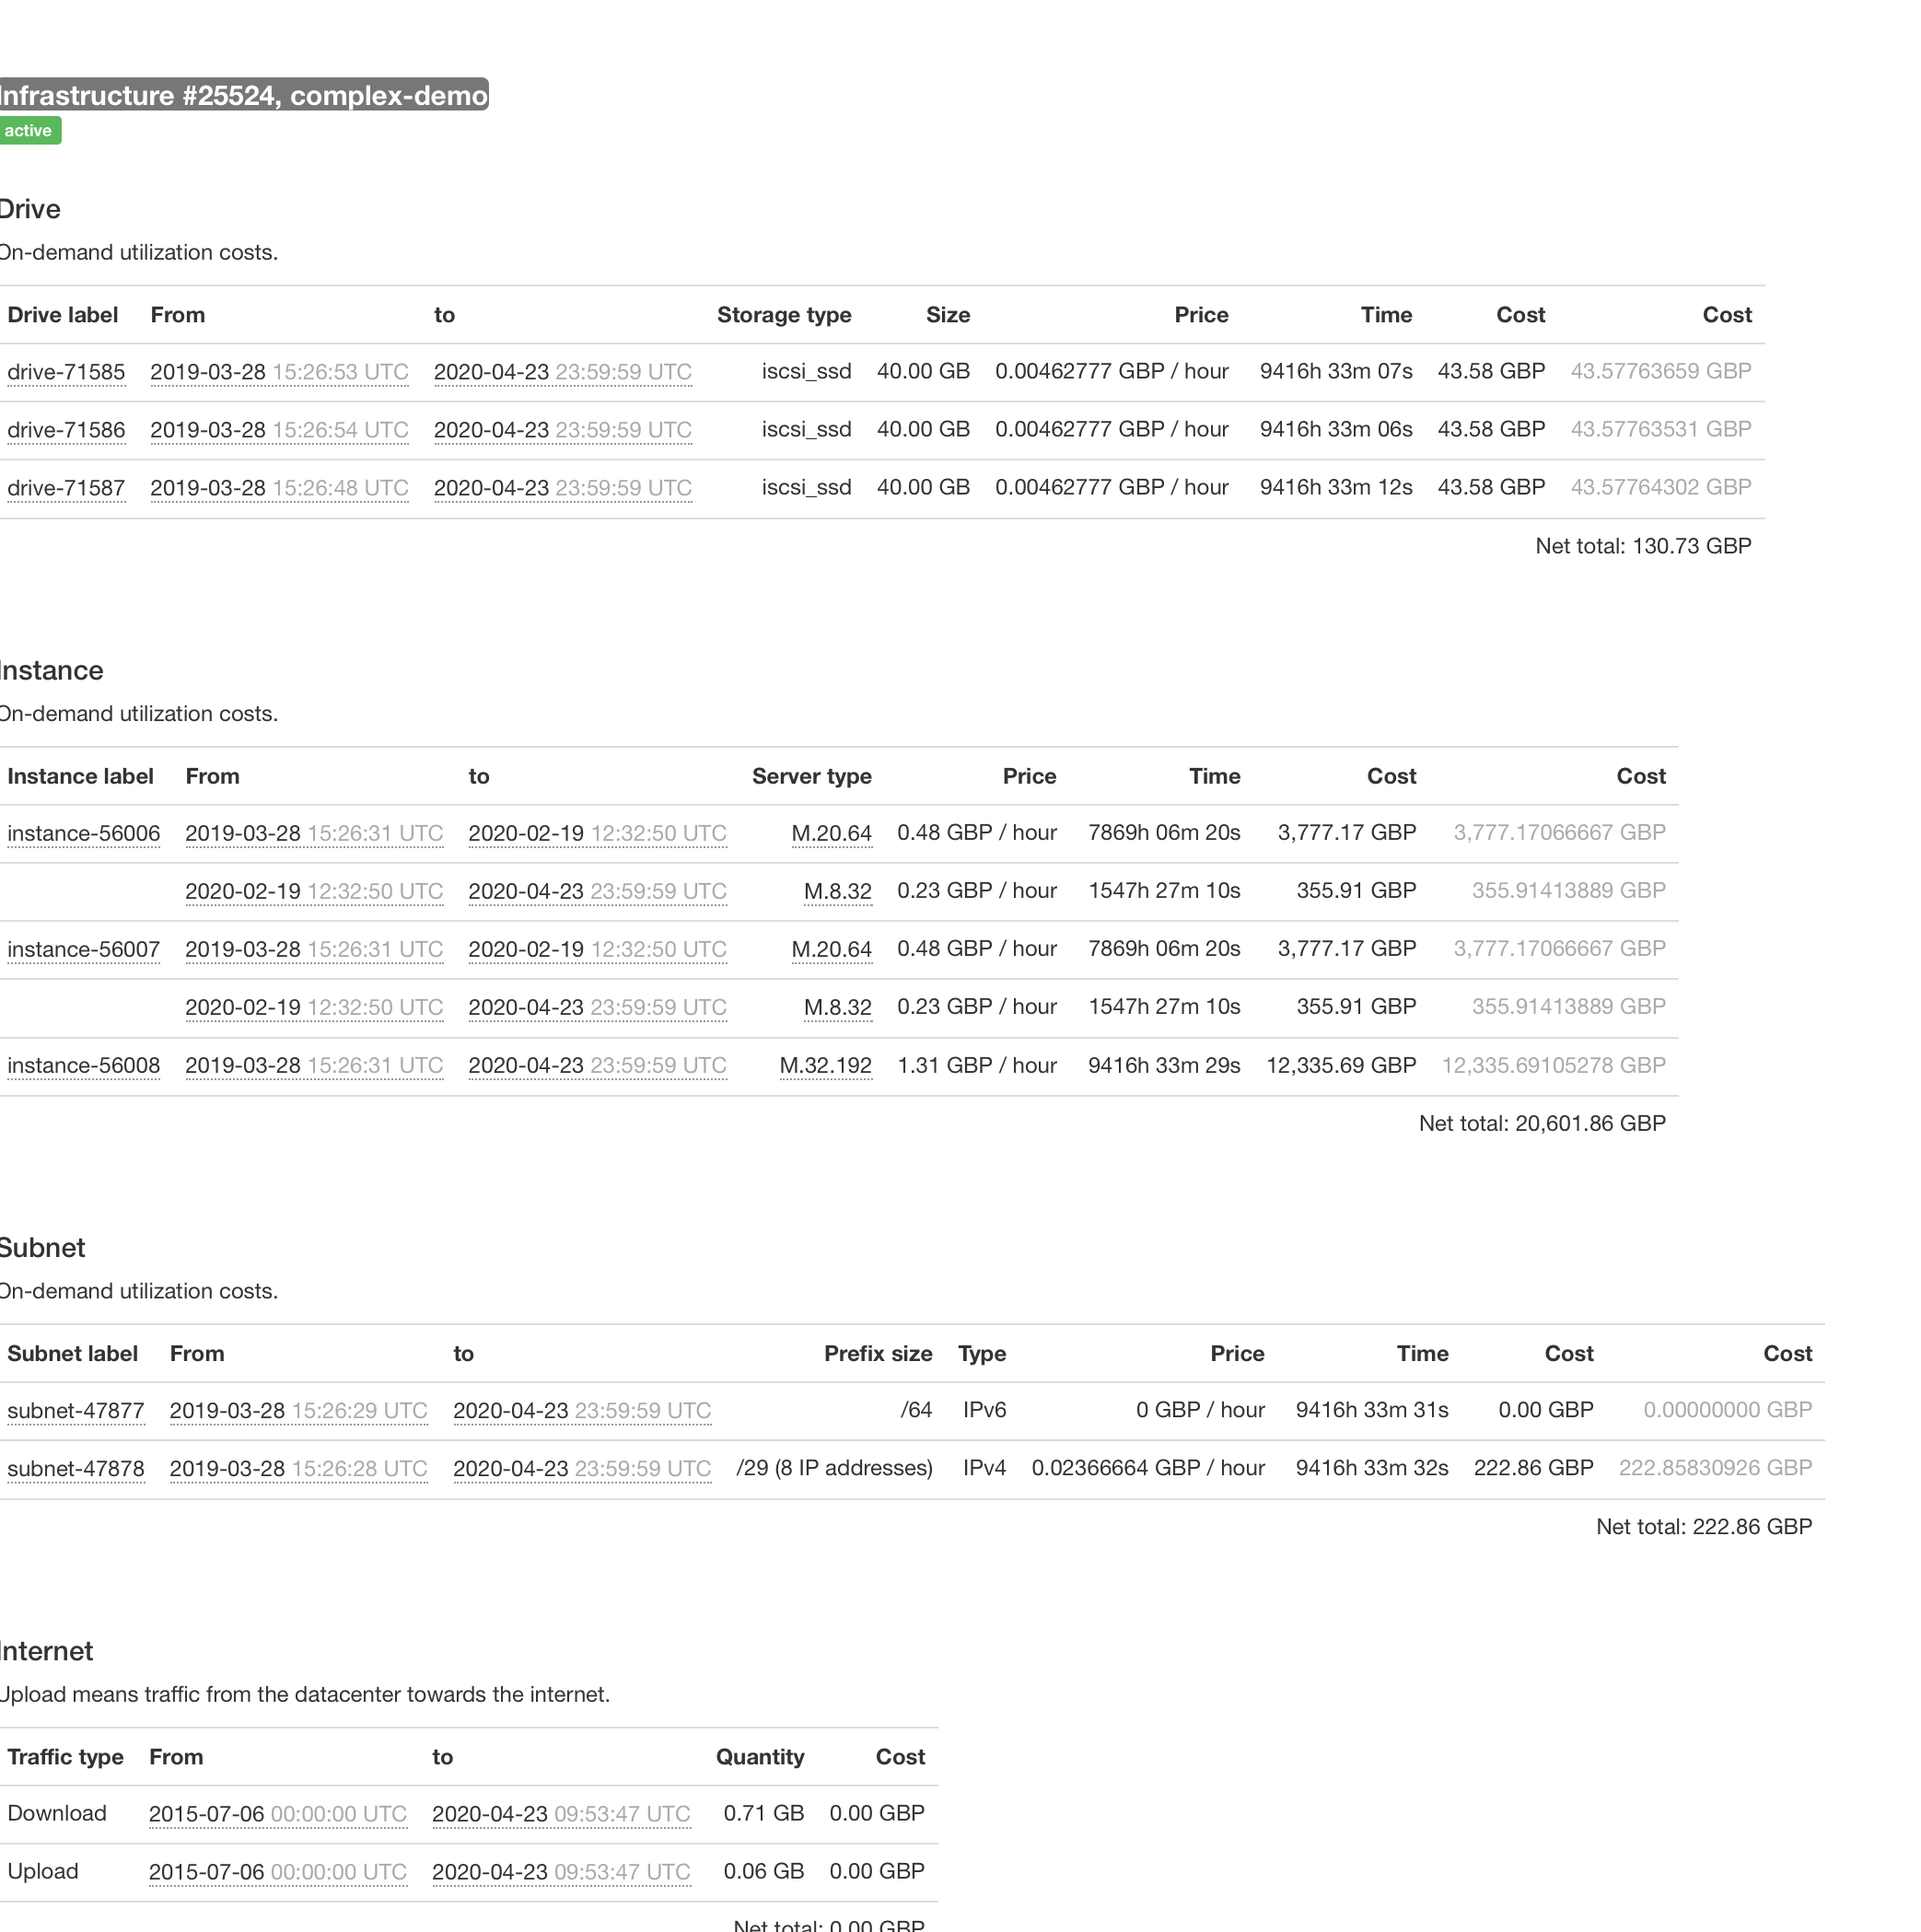 Infrastructure #25524, complex-demo
active
Drive
On-demand utilization costs.
Drive label From to Storage type Size Price Time Cost Cost
drive-71585 2019-03-28 15:26:53 UTC 2020-04-23 23:59:59 UTC iscsi_ssd 40.00 GB 0.00462777 GBP / hour 9416h 33m 07s 43.58 GBP 43.57763659 GBP
drive-71586 2019-03-28 15:26:54 UTC 2020-04-23 23:59:59 UTC iscsi_ssd 40.00 GB 0.00462777 GBP / hour 9416h 33m 06s 43.58 GBP 43.57763531 GBP
drive-71587 2019-03-28 15:26:48 UTC 2020-04-23 23:59:59 UTC iscsi_ssd 40.00 GB 0.00462777 GBP / hour 9416h 33m 12s 43.58 GBP 43.57764302 GBP
Net total: 130.73 GBP
Instance
On-demand utilization costs.
Instance label From to Server type Price Time Cost Cost
instance-56006 2019-03-28 15:26:31 UTC 2020-02-19 12:32:50 UTC M.20.64 0.48 GBP / hour 7869h 06m 20s 3,777.17 GBP 3,777.17066667 GBP
2020-02-19 12:32:50 UTC 2020-04-23 23:59:59 UTC M.8.32 0.23 GBP / hour 1547h 27m 10s 355.91 GBP 355.91413889 GBP
instance-56007 2019-03-28 15:26:31 UTC 2020-02-19 12:32:50 UTC M.20.64 0.48 GBP / hour 7869h 06m 20s 3,777.17 GBP 3,777.17066667 GBP
2020-02-19 12:32:50 UTC 2020-04-23 23:59:59 UTC M.8.32 0.23 GBP / hour 1547h 27m 10s 355.91 GBP 355.91413889 GBP
instance-56008 2019-03-28 15:26:31 UTC 2020-04-23 23:59:59 UTC M.32.192 1.31 GBP / hour 9416h 33m 29s 12,335.69 GBP 12,335.69105278 GBP
Net total: 20,601.86 GBP
Subnet
On-demand utilization costs.
Subnet label From to Prefix size Type Price Time Cost Cost
subnet-47877 2019-03-28 15:26:29 UTC 2020-04-23 23:59:59 UTC /64 IPv6 0 GBP / hour 9416h 33m 31s 0.00 GBP 0.00000000 GBP
subnet-47878 2019-03-28 15:26:28 UTC 2020-04-23 23:59:59 UTC /29 (8 IP addresses) IPv4 0.02366664 GBP / hour 9416h 33m 32s 222.86 GBP 222.85830926 GBP
Net total: 222.86 GBP
Internet
Upload means traffic from the datacenter towards the internet.
Traffic type From to Quantity Cost
Download 2015-07-06 00:00:00 UTC 2020-04-23 09:53:47 UTC 0.71 GB 0.00 GBP
Upload 2015-07-06 00:00:00 UTC 2020-04-23 09:53:47 UTC 0.06 GB 0.00 GBP
Net total: 0.00 GBP